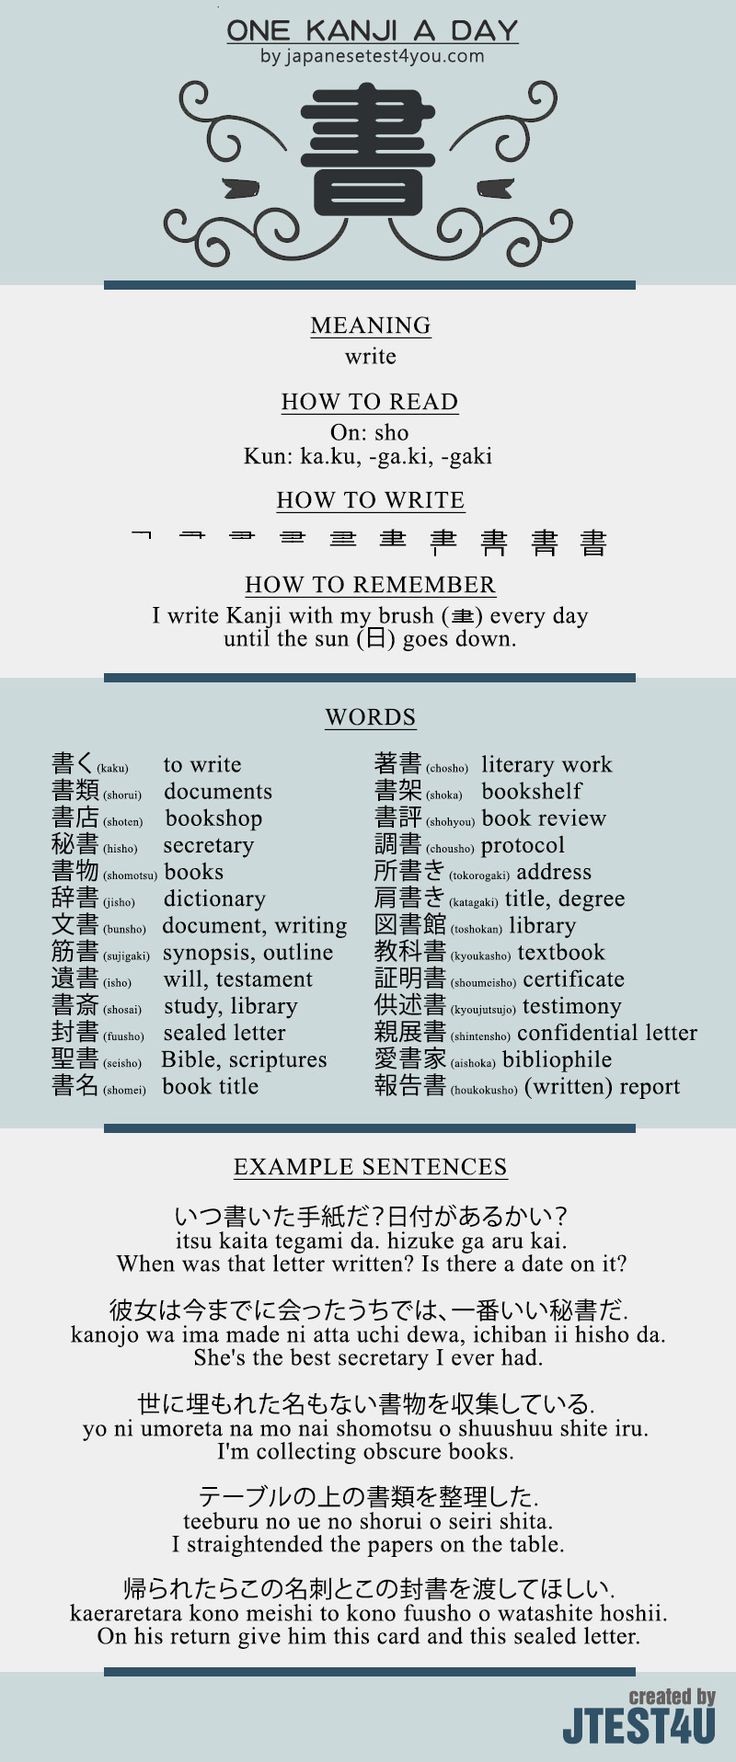 ONE KANJI A DAY
by japanesetest4you.com
書
MEANING
write
HOW TO READ
On: sho
Kun: ka.ku, -ga.ki, -gaki
HOW TO WRITE
書
HOW TO REMEMBER
I write Kanji with my brush (聿) every day
until the sun (日) goes down.
WORDS
書く (kaku) to write
書類 (shorui) documents
書店 (shoten) bookshop
秘書 (hisho) secretary
書物 (shomotsu) books
辞書 (jisho) dictionary
文書 (bunsho) document, writing
筋書 (sujigaki) synopsis, outline
遺書 (isho) will, testament
書斎 (shosai) study, library
封書 (fuusho) sealed letter
聖書 (seisho) Bible, scriptures
書名 (shomei) book title
著書 (chosho) literary work
書架 (shoka) bookshelf
書評 (shohyou) book review
調書 (chousho) protocol
所書き (tokorogaki) address
肩書き (katagaki) title, degree
図書館 (toshokan) library
教科書 (kyoukasho) textbook
証明書 (shoumeisho) certificate
供述書 (kyoujutsujo) testimony
親展書 (shintensho) confidential letter
愛書家 (aishoka) bibliophile
報告書 (houkokusho) (written) report
EXAMPLE SENTENCES
いつ書いた手紙だ?日付があるかい?
itsu kaita tegami da. hizuke ga aru kai.
When was that letter written? Is there a date on it?
彼女は今までに会ったうちでは、一番いい秘書だ.
kanojo wa ima made ni atta uchi dewa, ichiban ii hisho da.
She's the best secretary I ever had.
世に埋もれた名もない書物を収集している.
yo ni umoreta na mo nai shomotsu o shuushuu shite iru.
I'm collecting obscure books.
テーブルの上の書類を整理した.
teeburu no ue no shorui o seiri shita.
I straightended the papers on the table.
帰られたらこの名刺とこの封書を渡してほしい.
kaeraretara kono meishi to kono fuusho o watashite hoshii.
On his return give him this card and this sealed letter.
created by
JTEST4U